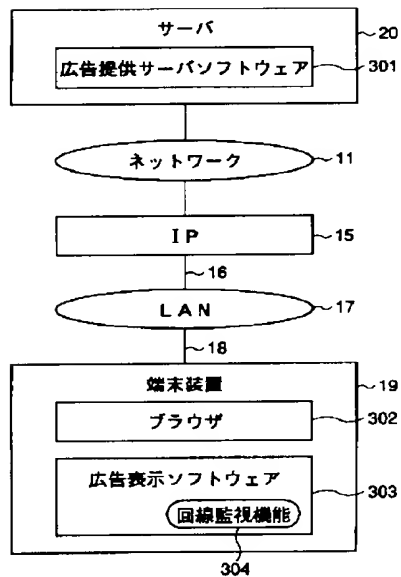 サーバ
20
広告提供サーバソフトウェア
301
ネットワーク
11
IP
15
16
LAN
17
18
端末装置
19
ブラウザ
302
広告表示ソフトウェア
303
回線監視機能
304